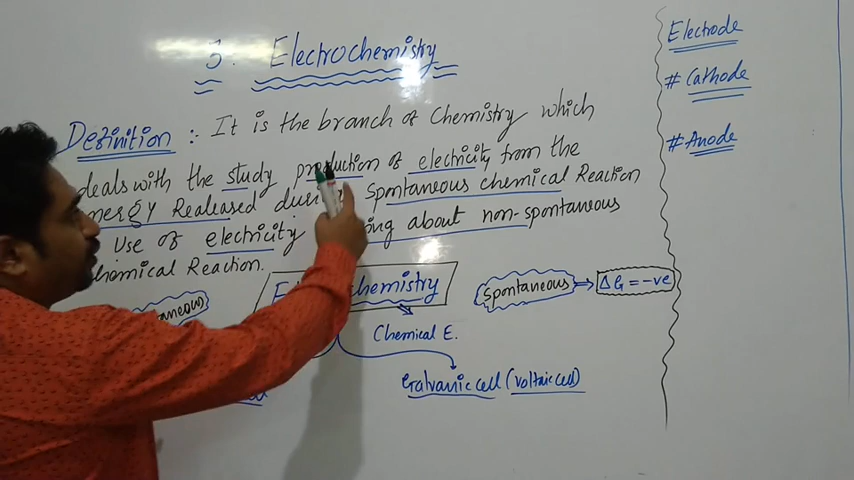 3. Electrochemistry
Definition :- It is the branch of Chemistry which
deals with the study production of electricity from the
energy Realeased Spontaneous chemical Reaction
Use of electricity about non-spontaneous
chemical Reaction.
Spontaneous ⇒ ΔG = -ve
Chemical E.
Galvanic cell (voltaic cell)
Electrode
# Cathode
# Anode